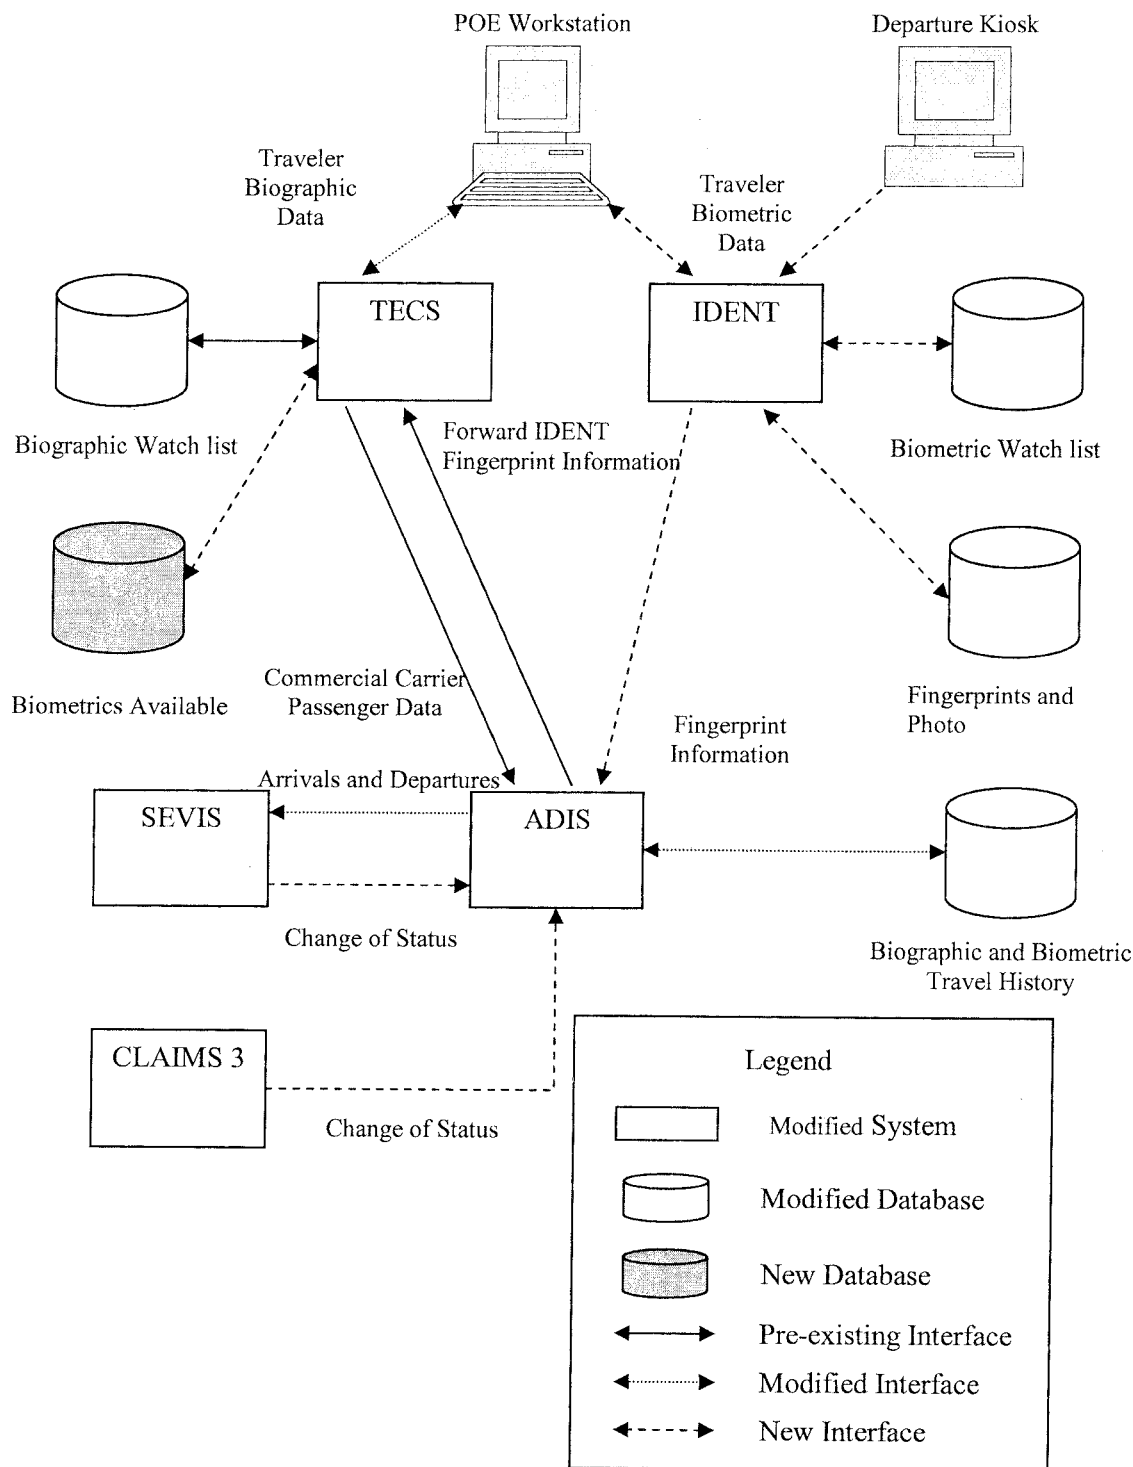 POE Workstation
Departure Kiosk
Traveler
Biographic
Data
Traveler
Biometric
Data
TECS
IDENT
Biographic Watch list
Forward IDENT
Fingerprint Information
Biometric Watch list
Biometrics Available
Commercial Carrier
Passenger Data
Fingerprints and
Photo
Fingerprint
Information
Arrivals and Departures
SEVIS
ADIS
Change of Status
Biographic and Biometric
Travel History
CLAIMS 3
Change of Status
Legend
Modified System
Modified Database
New Database
Pre-existing Interface
Modified Interface
New Interface